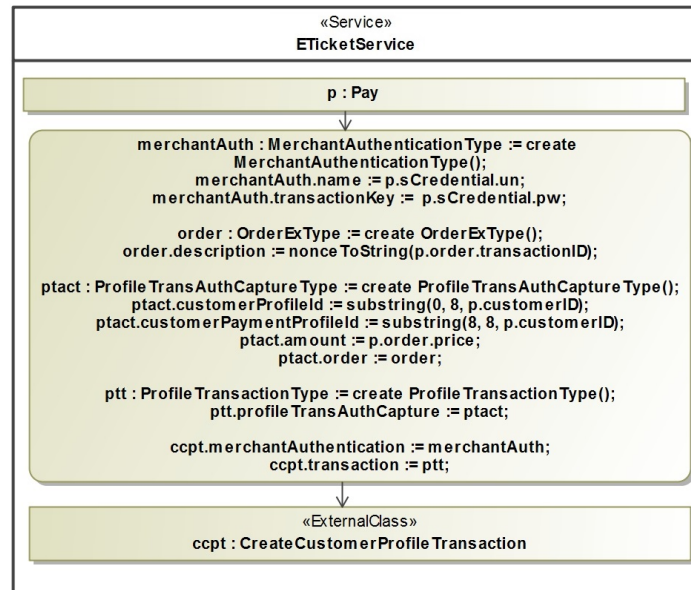 «Service»
ETicketService
p : Pay
merchantAuth : MerchantAuthenticationType := create
MerchantAuthenticationType();
merchantAuth.name := p.sCredential.un;
merchantAuth.transactionKey := p.sCredential.pw;
order : OrderExType := create OrderExType();
order.description := nonceToString(p.order.transactionID);
ptact : ProfileTransAuthCaptureType := create ProfileTransAuthCaptureType();
ptact.customerProfileId := substring(0, 8, p.customerID);
ptact.customerPaymentProfileId := substring(8, 8, p.customerID);
ptact.amount := p.order.price;
ptact.order := order;
ptt : ProfileTransactionType := create ProfileTransactionType();
ptt.profileTransAuthCapture := ptact;
ccpt.merchantAuthentication := merchantAuth;
ccpt.transaction := ptt;
«ExternalClass»
ccpt : CreateCustomerProfileTransaction